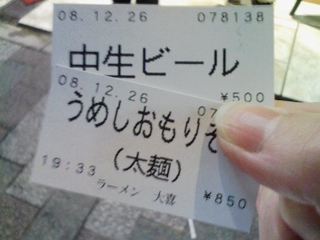 08.12.26 078138
中生ビール
¥500
08.12.26 07
うめしおもりそ
(太麺)
19:33 ¥850
ラーメン 大喜